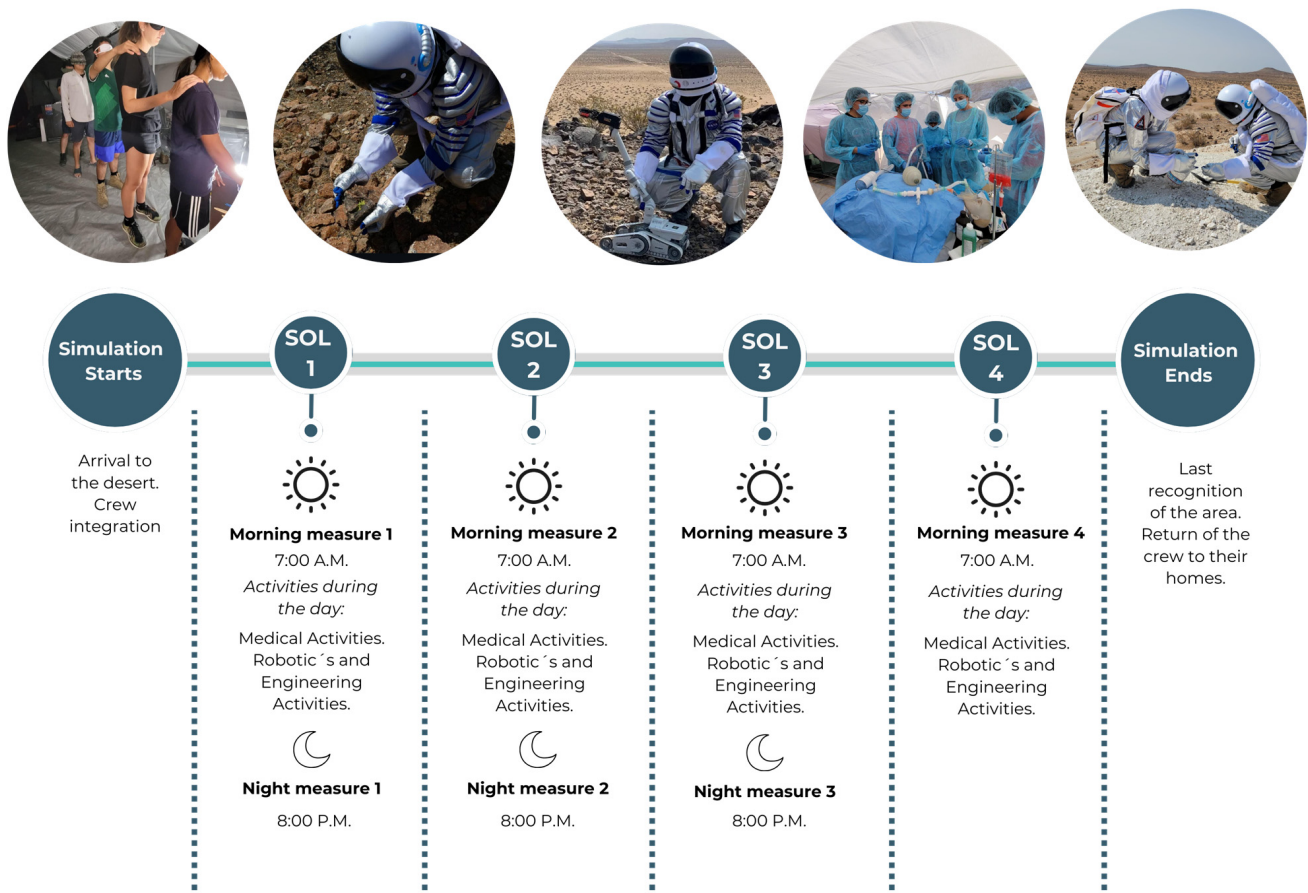 Simulation
Starts
SOL
1
SOL
2
SOL
3
SOL
4
Simulation
Ends
Arrival to
the desert.
Crew
integration
Morning measure 1
7:00 A.M.
Activities during
the day:
Medical Activities.
Robotic´s and
Engineering
Activities.
Night measure 1
8:00 P.M.
Morning measure 2
7:00 A.M.
Activities during
the day:
Medical Activities.
Robotic´s and
Engineering
Activities.
Night measure 2
8:00 P.M.
Morning measure 3
7:00 A.M.
Activities during
the day:
Medical Activities.
Robotic´s and
Engineering
Activities.
Night measure 3
8:00 P.M.
Morning measure 4
7:00 A.M.
Activities during
the day:
Medical Activities.
Robotic´s and
Engineering
Activities.
Last
recognition
of the area.
Return of the
crew to their
homes.